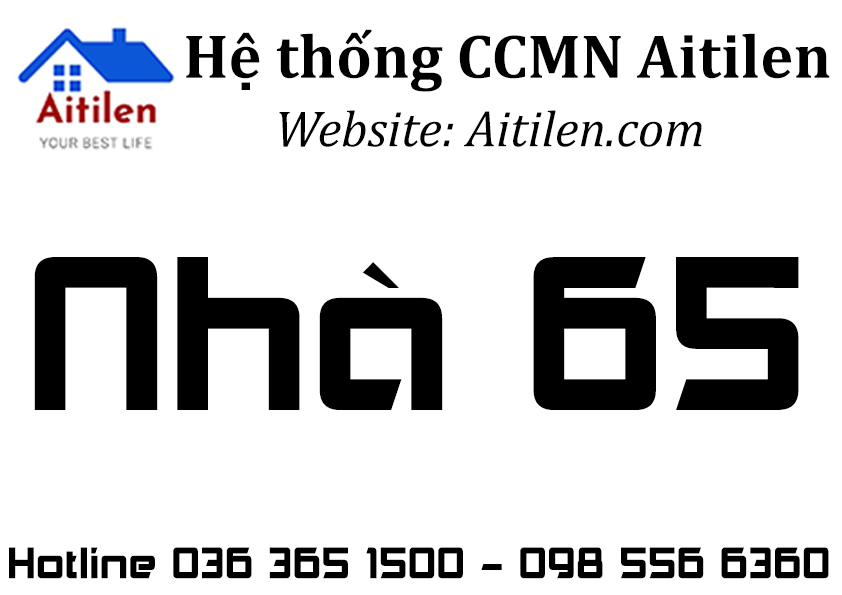 Hệ thống CCMN Aitilen
Aitilen
YOUR BEST LIFE
Website: Aitilen.com
Nhà 65
Hotline 036 365 1500 - 098 556 6360